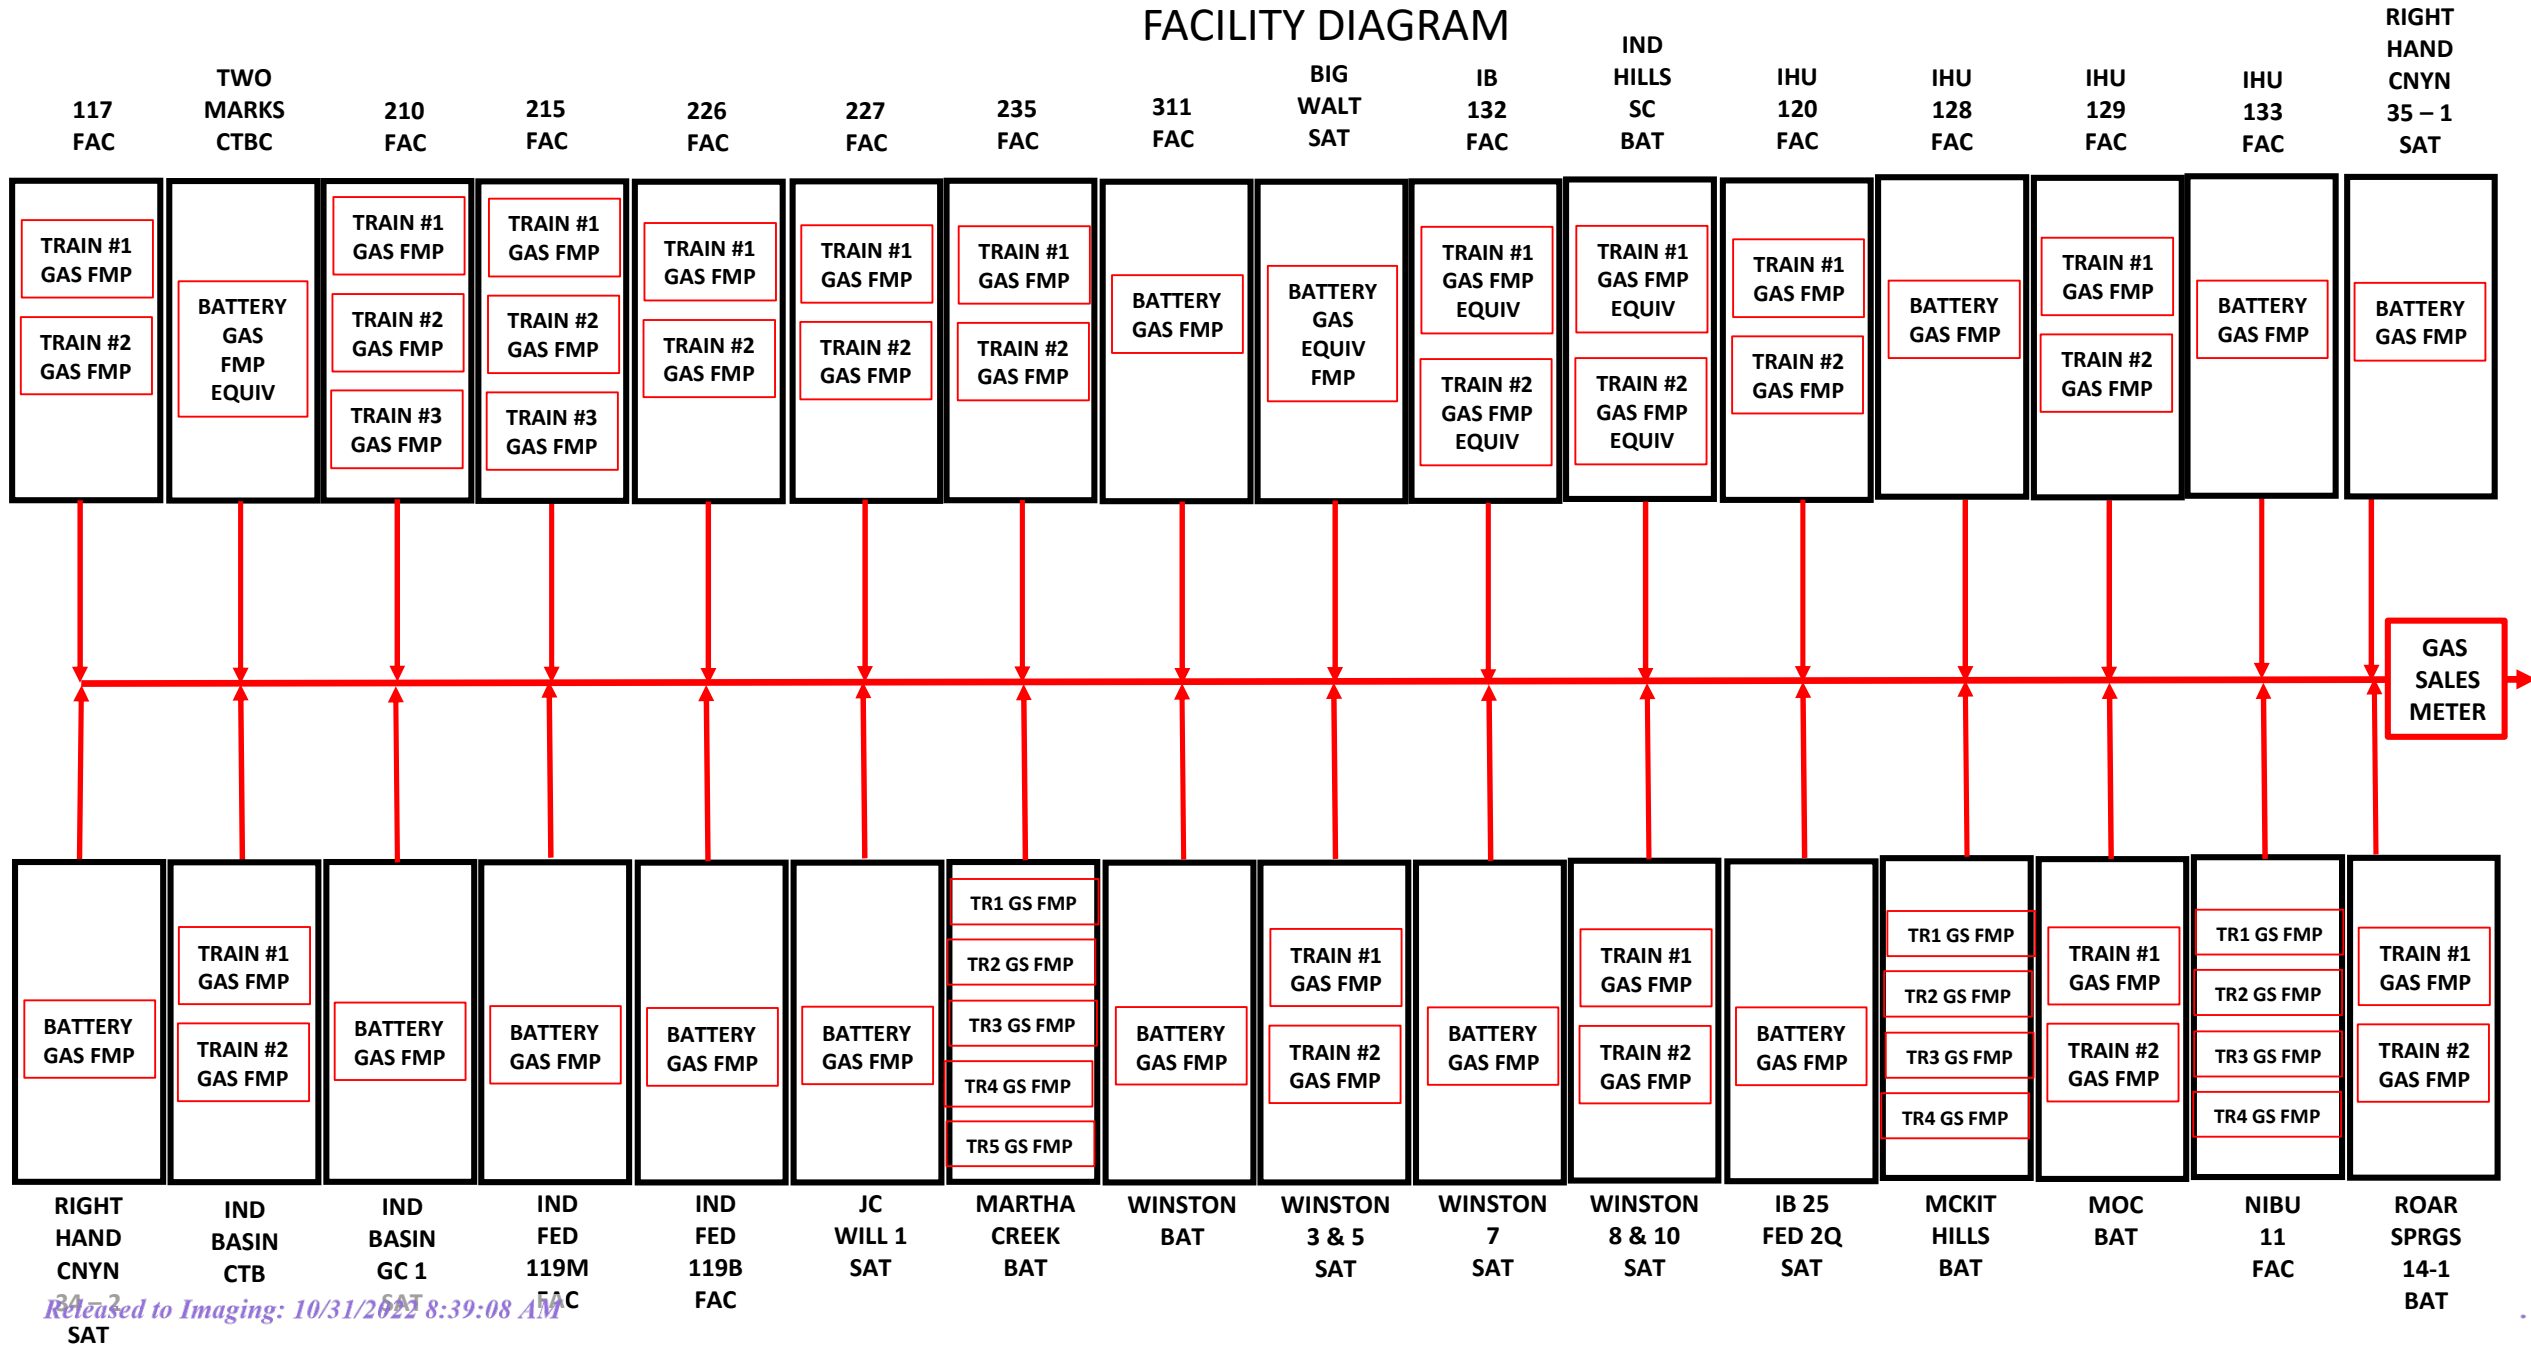 FACILITY DIAGRAM
117
FAC
TWO
MARKS
CTBC
210
FAC
215
FAC
226
FAC
227
FAC
235
FAC
311
FAC
BIG
WALT
SAT
IB
132
FAC
IND
HILLS
SC
BAT
IHU
120
FAC
IHU
128
FAC
IHU
129
FAC
IHU
133
FAC
RIGHT
HAND
CNYN
35 – 1
SAT
TRAIN #1
GAS FMP
TRAIN #2
GAS FMP
BATTERY
GAS
FMP
EQUIV
TRAIN #1
GAS FMP
TRAIN #2
GAS FMP
TRAIN #3
GAS FMP
TRAIN #1
GAS FMP
TRAIN #2
GAS FMP
TRAIN #3
GAS FMP
TRAIN #1
GAS FMP
TRAIN #2
GAS FMP
TRAIN #1
GAS FMP
TRAIN #2
GAS FMP
TRAIN #1
GAS FMP
TRAIN #2
GAS FMP
BATTERY
GAS FMP
BATTERY
GAS
EQUIV
FMP
TRAIN #1
GAS FMP
EQUIV
TRAIN #2
GAS FMP
EQUIV
TRAIN #1
GAS FMP
EQUIV
TRAIN #2
GAS FMP
EQUIV
TRAIN #1
GAS FMP
TRAIN #2
GAS FMP
BATTERY
GAS FMP
TRAIN #1
GAS FMP
TRAIN #2
GAS FMP
BATTERY
GAS FMP
BATTERY
GAS FMP
GAS
SALES
METER
BATTERY
GAS FMP
TRAIN #1
GAS FMP
TRAIN #2
GAS FMP
BATTERY
GAS FMP
BATTERY
GAS FMP
BATTERY
GAS FMP
BATTERY
GAS FMP
TR1 GS FMP
TR2 GS FMP
TR3 GS FMP
TR4 GS FMP
TR5 GS FMP
BATTERY
GAS FMP
TRAIN #1
GAS FMP
TRAIN #2
GAS FMP
BATTERY
GAS FMP
TRAIN #1
GAS FMP
TRAIN #2
GAS FMP
BATTERY
GAS FMP
TR1 GS FMP
TR2 GS FMP
TR3 GS FMP
TR4 GS FMP
TRAIN #1
GAS FMP
TRAIN #2
GAS FMP
TR1 GS FMP
TR2 GS FMP
TR3 GS FMP
TR4 GS FMP
TRAIN #1
GAS FMP
TRAIN #2
GAS FMP
RIGHT
HAND
CNYN
34 – 2
SAT
IND
BASIN
CTB
IND
BASIN
GC 1
SAT
IND
FED
119M
FAC
IND
FED
119B
FAC
JC
WILL 1
SAT
MARTHA
CREEK
BAT
WINSTON
BAT
WINSTON
3 & 5
SAT
WINSTON
7
SAT
WINSTON
8 & 10
SAT
IB 25
FED 2Q
SAT
MCKIT
HILLS
BAT
MOC
BAT
NIBU
11
FAC
ROAR
SPRGS
14-1
BAT
Released to Imaging: 10/31/2022 8:39:08 AM